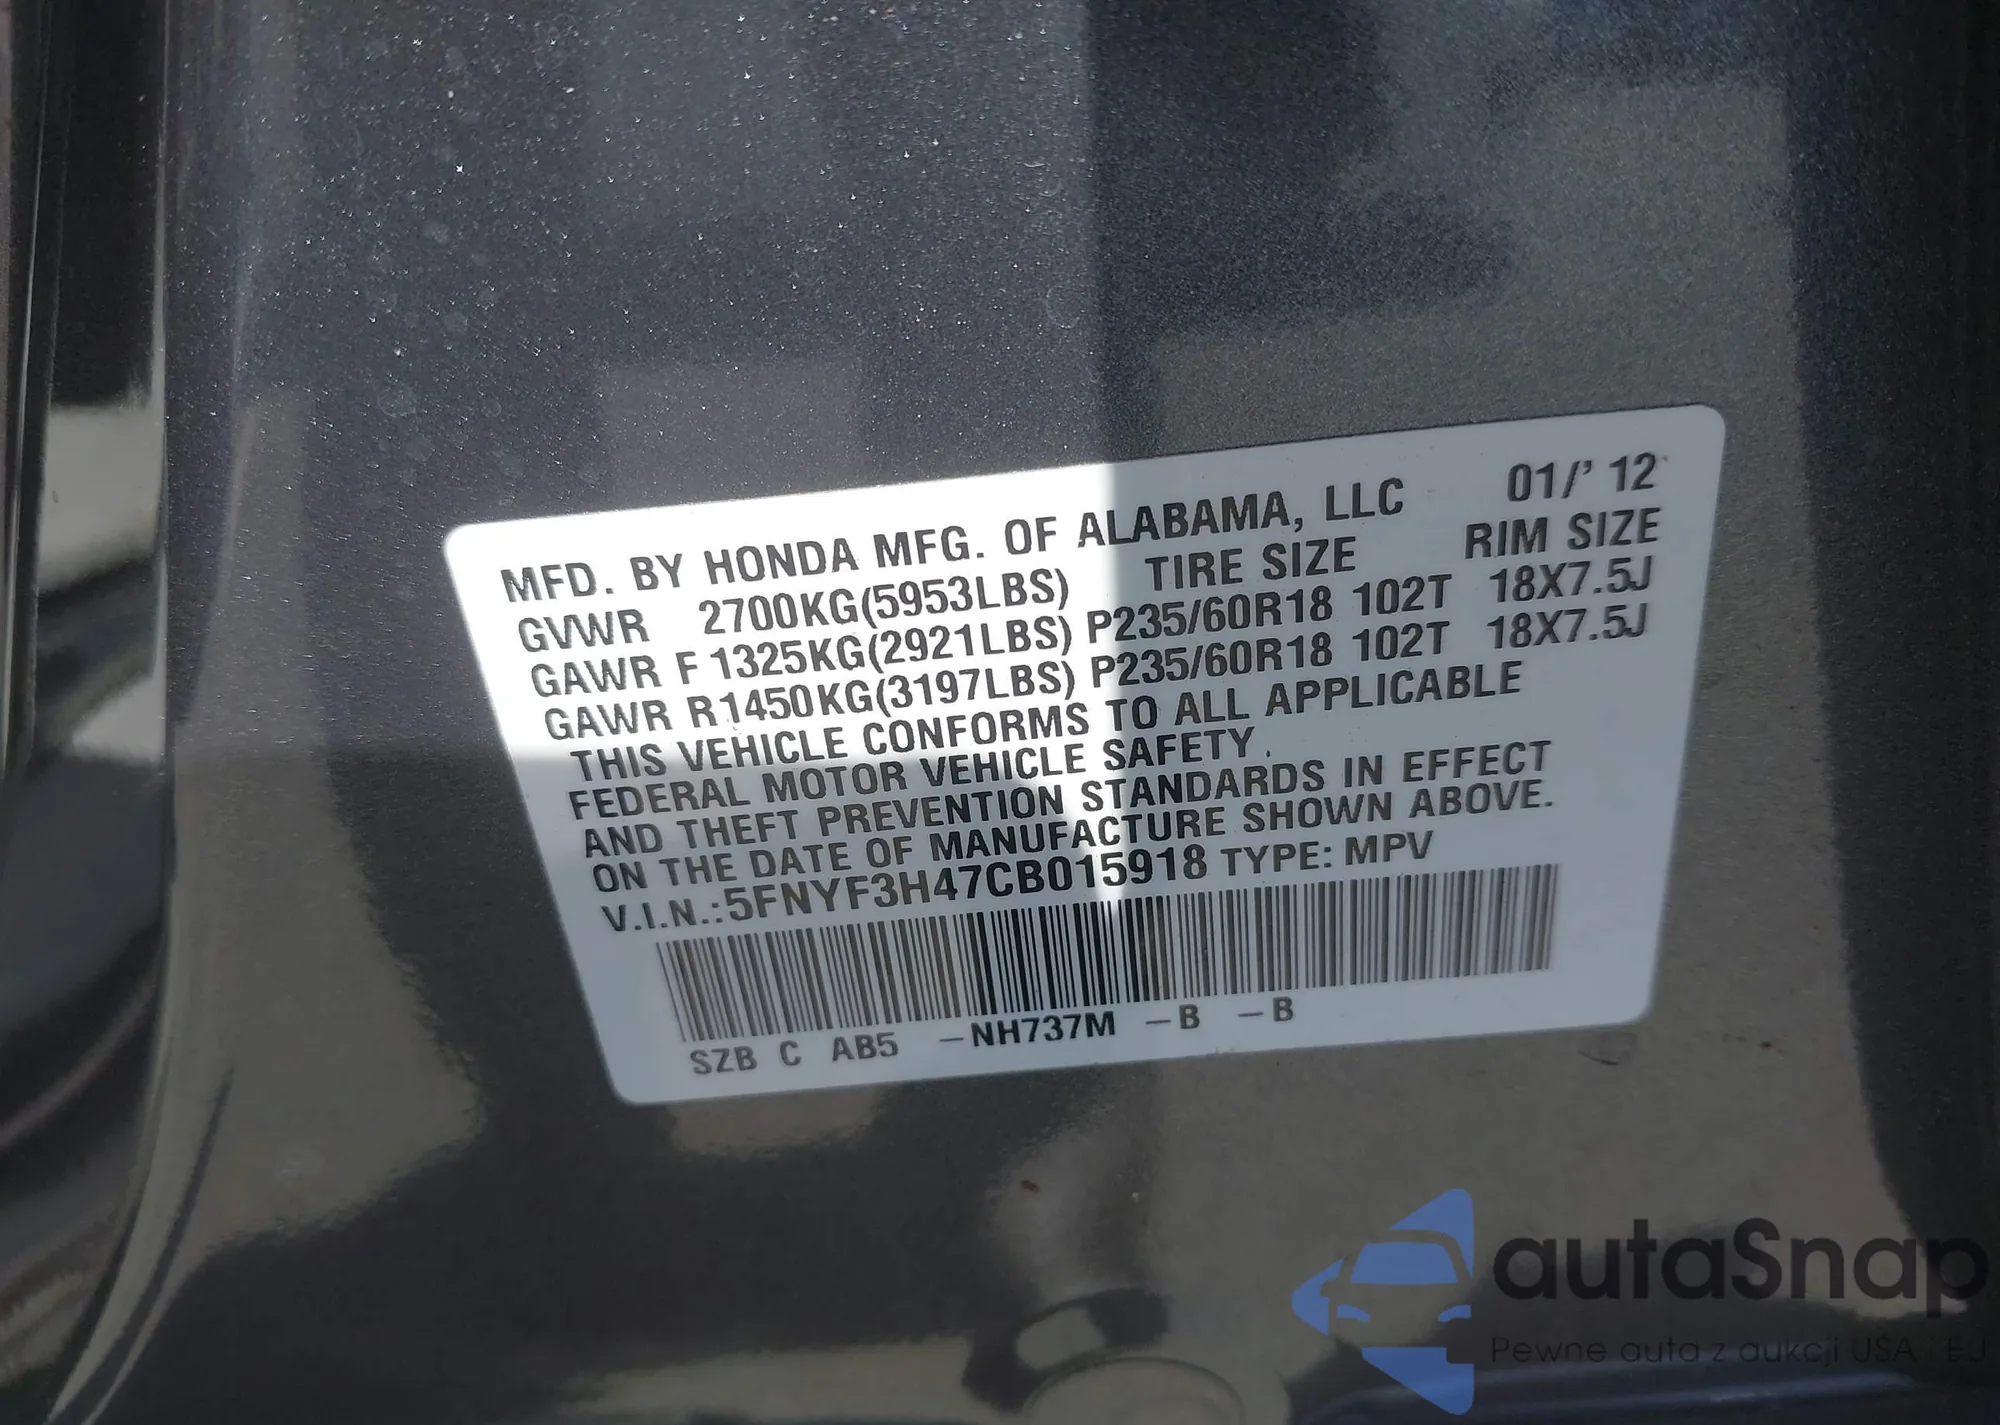 MFD. BY HONDA MFG. OF ALABAMA, LLC 01/' 12
GVWR 2700KG(5953LBS) TIRE SIZE RIM SIZE
GAWR F 1325KG(2921LBS) P235/60R18 102T 18X7.5J
GAWR R1450KG(3197LBS) P235/60R18 102T 18X7.5J
THIS VEHICLE CONFORMS TO ALL APPLICABLE
FEDERAL MOTOR VEHICLE SAFETY.
AND THEFT PREVENTION STANDARDS IN EFFECT
ON THE DATE OF MANUFACTURE SHOWN ABOVE.
V.I.N.:5FNYF3H47CB015918 TYPE: MPV
SZB C AB5 –NH737M –B –B
autaSnap
Pewne auta z aukcji USA i EU